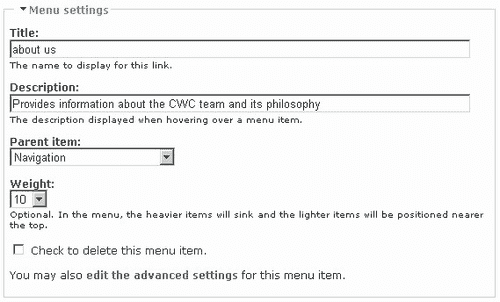 Menu settings
Title:
about us
The name to display for this link.
Description:
Provides information about the CWC team and its philosophy
The description displayed when hovering over a menu item.
Parent item:
Navigation
Weight:
10
Optional. In the menu, the heavier items will sink and the lighter items will be positioned nearer
the top.
Check to delete this menu item.
You may also edit the advanced settings for this menu item.